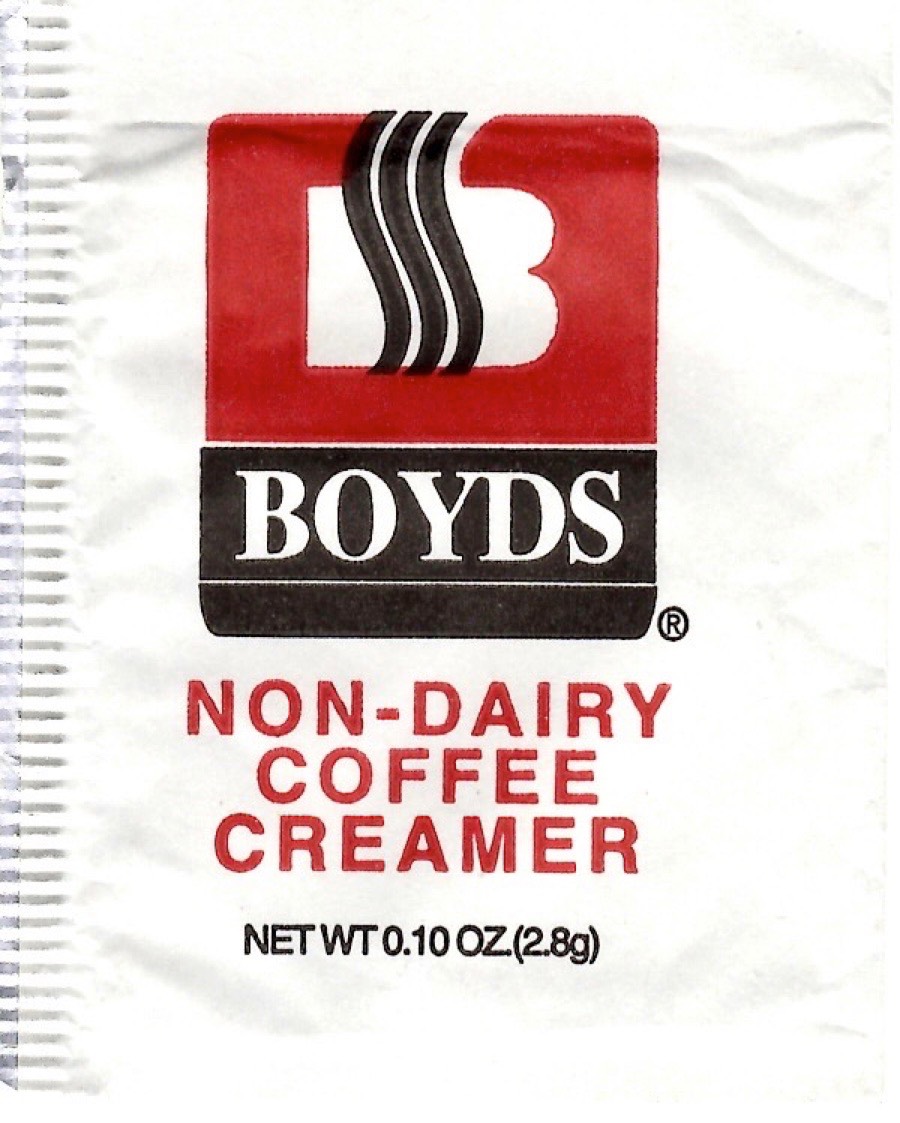 BOYDS
®
NON-DAIRY
COFFEE
CREAMER
NET WT 0.10 OZ.(2.8g)